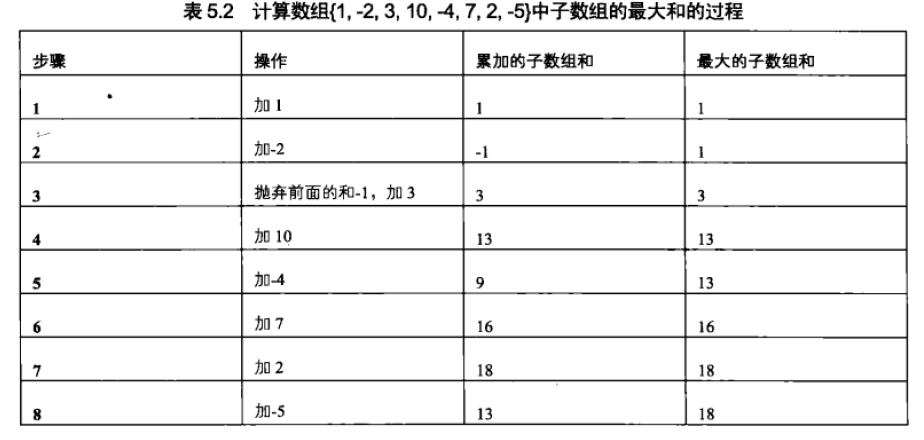 表 5.2 计算数组{1, -2, 3, 10, -4, 7, 2, -5}中子数组的最大和的过程
步骤 操作 累加的子数组和 最大的子数组和
1 加 1 1 1
2 加-2 -1 1
3 抛弃前面的和-1，加 3 3 3
4 加 10 13 13
5 加-4 9 13
6 加 7 16 16
7 加 2 18 18
8 加-5 13 18